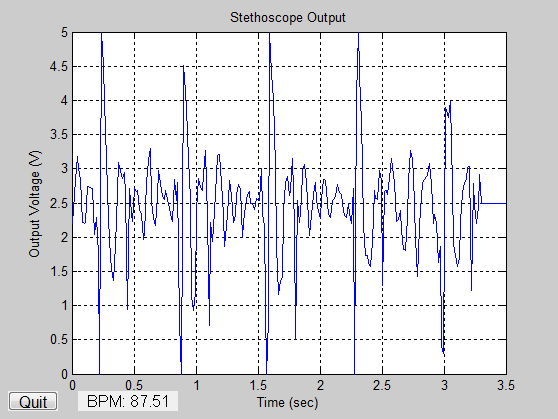 Stethoscope Output
Output Voltage (V)
5
4.5
4
3.5
3
2.5
2
1.5
1
0.5
0
0 0.5 1 1.5 2 2.5 3 3.5
Time (sec)
Quit
BPM: 87.51